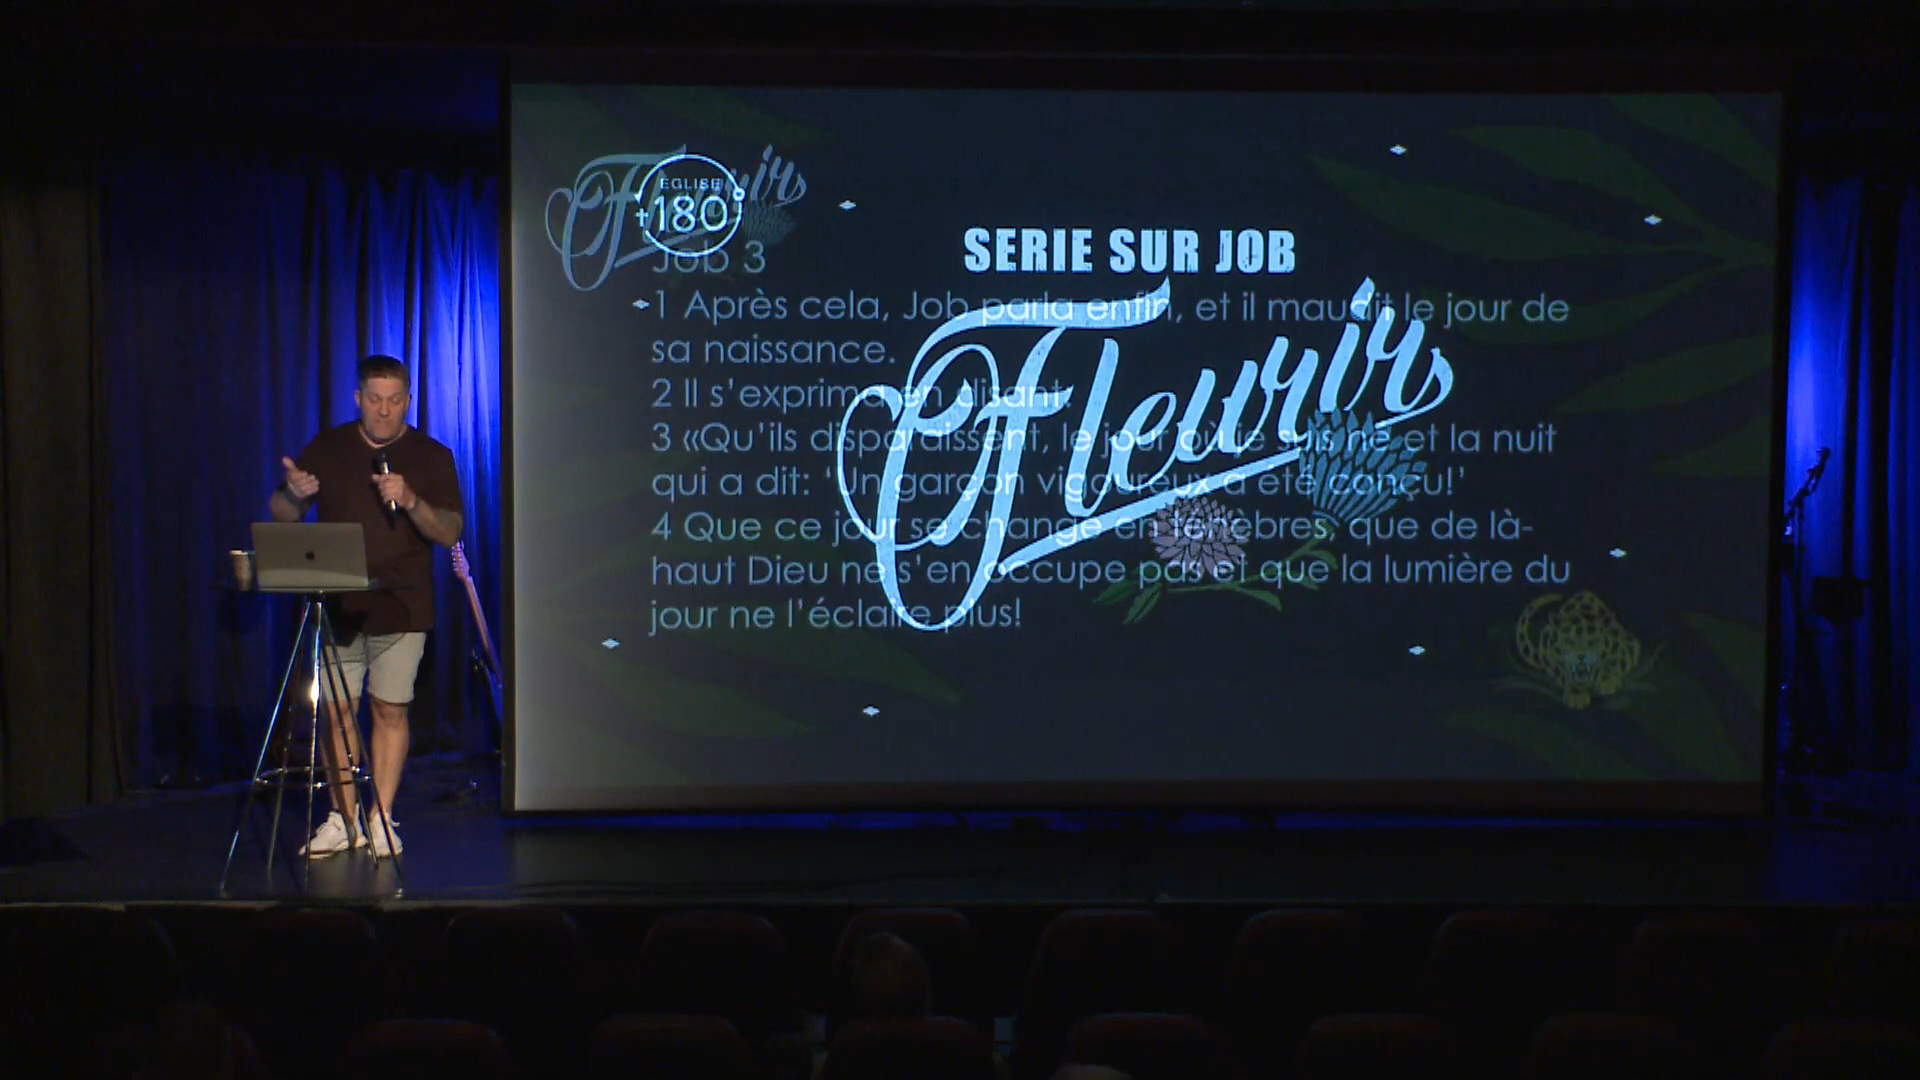 Fleurir
EGLISE
180
SERIE SUR JOB
Fleurir
Job 3
1 Après cela, Job parla enfin, et il maudit le jour de
sa naissance.
2 Il s'exprima en disant:
3 «Qu'ils disparaissent, le jour où je suis né et la nuit
qui a dit: 'Un garçon vigoureux a été conçu!'
4 Que ce jour se change en ténèbres, que de là-
haut Dieu ne s'en occupe pas et que la lumière du
jour ne l'éclaire plus!